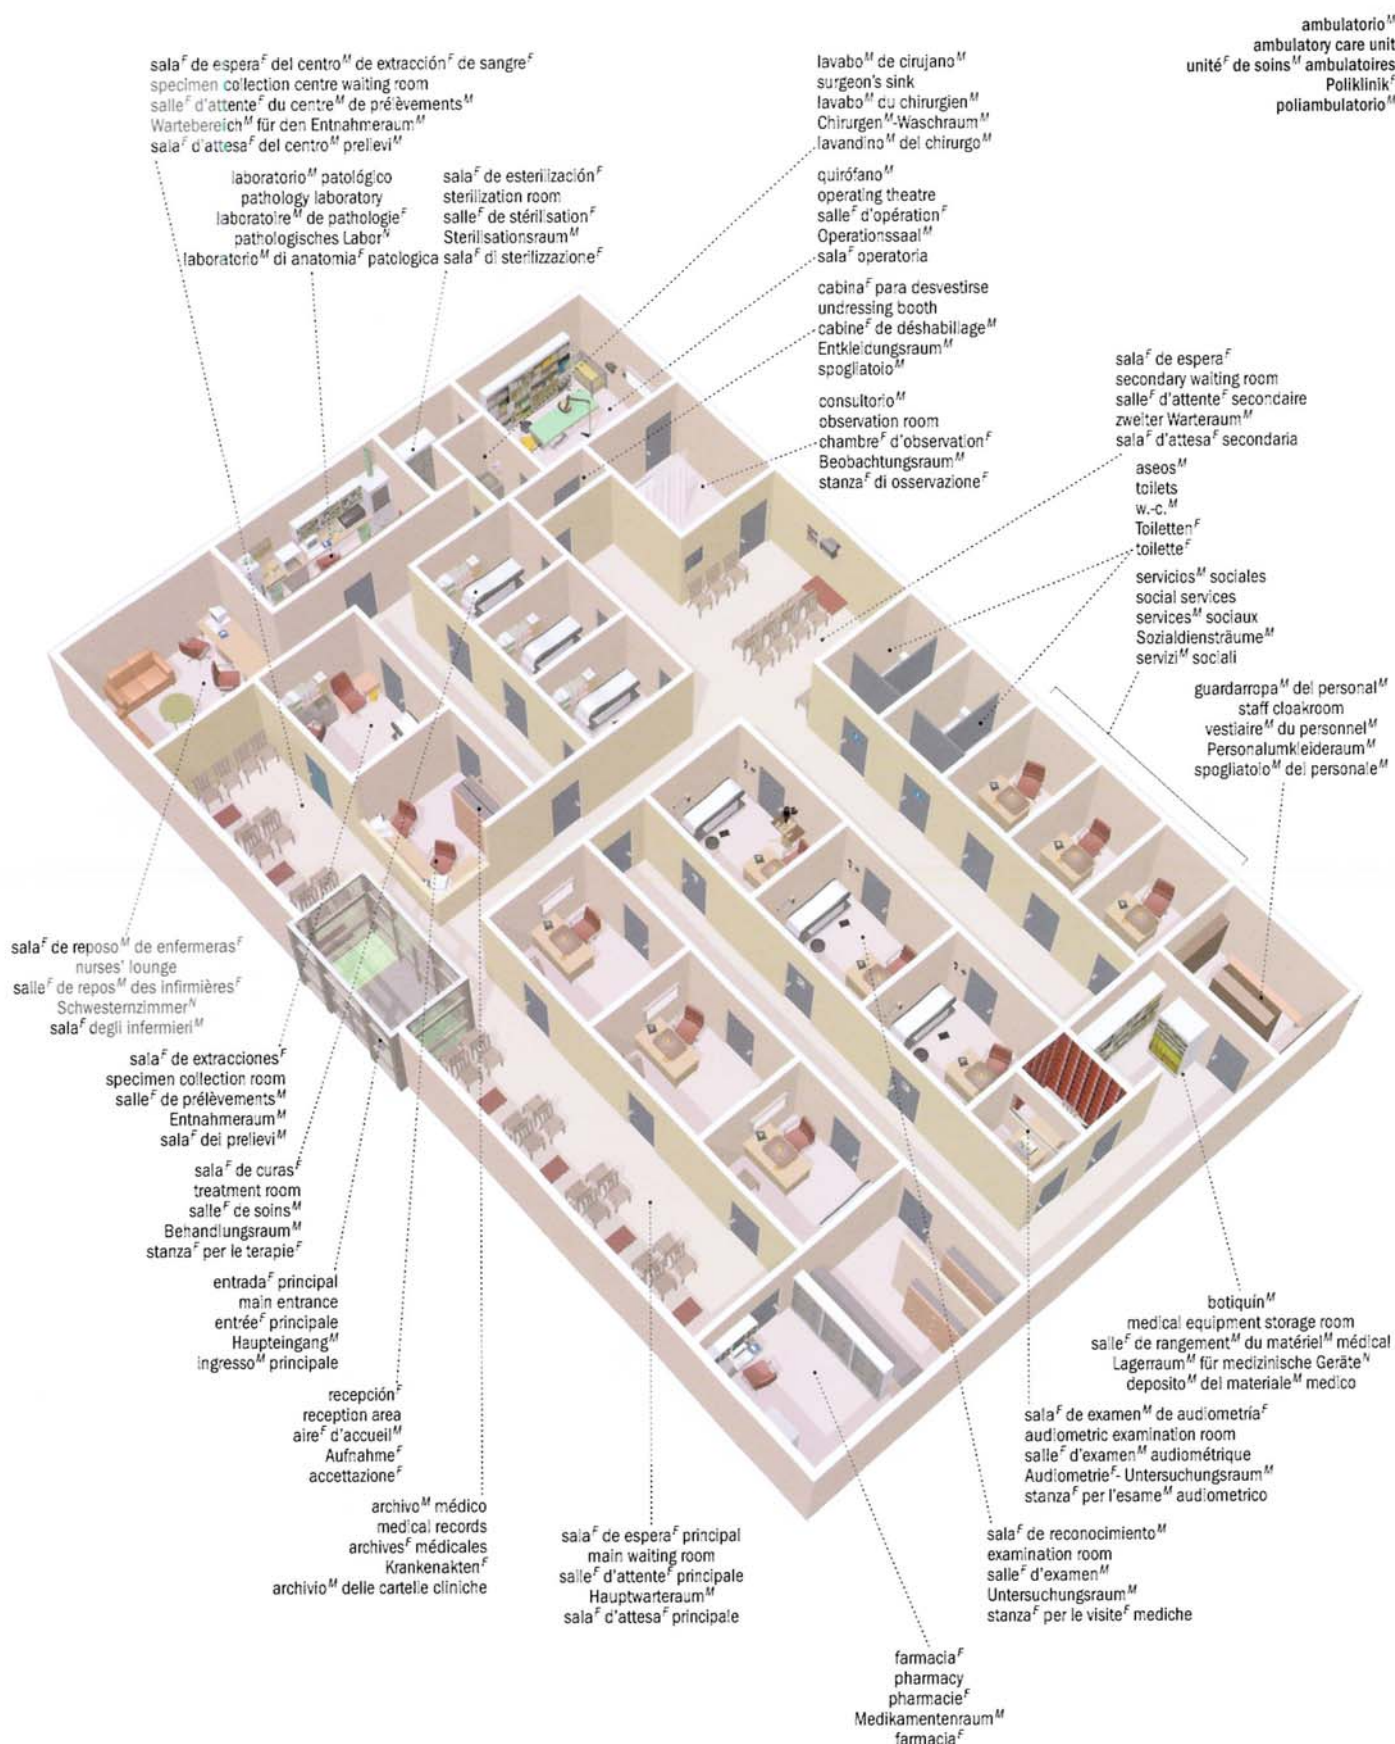 ambulatorio^M
ambulatory care unit
unité^F de soins^M ambulatoires
Poliklinik^F
poliambulatorio^M
sala^F de espera^F del centro^M de extracción^F de sangre^F
specimen collection centre waiting room
salle^F d'attente^F du centre^M de prélèvements^M
Wartebereich^M für den Entnahmeraum^M
sala^F d'attesa^F del centro^M prelievi^M
laboratorio^M patológico
pathology laboratory
laboratoire^M de pathologie^F
pathologisches Labor^N
laboratorio^M di anatomia^F patologica
sala^F de esterilización^F
sterilization room
salle^F de stérilisation^F
Sterilisationsraum^M
sala^F di sterilizzazione^F
lavabo^M de cirujano^M
surgeon's sink
lavabo^M du chirurgien^M
Chirurgen^M-Waschraum^M
lavandino^M del chirurgo^M
quirófano^M
operating theatre
salle^F d'opération^F
Operationssaal^M
sala^F operatoria
cabina^F para desvestirse
undressing booth
cabine^F de déshabillage^M
Entkleidungsraum^M
spogliatoio^M
consultorio^M
observation room
chambre^F d'observation^F
Beobachtungsraum^M
stanza^F di osservazione^F
sala^F de espera^F
secondary waiting room
salle^F d'attente^F secondaire
zweiter Warteraum^M
sala^F d'attesa^F secondaria
aseos^M
toilets
w.-c.^M
Toiletten^F
toilette^F
servicios^M sociales
social services
services^M sociaux
Sozialdiensträume^M
servizi^M sociali
guardarropa^M del personal^M
staff cloakroom
vestiaire^M du personnel^M
Personalumkleideraum^M
spogliatoio^M del personale^M
sala^F de reposo^M de enfermeras^F
nurses' lounge
salle^F de repos^M des infirmières^F
Schwesternzimmer^N
sala^F degli infermieri^M
sala^F de extracciones^F
specimen collection room
salle^F de prélèvements^M
Entnahmeraum^M
sala^F dei prelievi^M
sala^F de curas^F
treatment room
salle^F de soins^M
Behandlungsraum^M
stanza^F per le terapie^F
entrada^F principal
main entrance
entrée^F principale
Haupteingang^M
ingresso^M principale
recepción^F
reception area
aire^F d'accueil^M
Aufnahme^F
accettazione^F
archivo^M médico
medical records
archives^F médicales
Krankenakten^F
archivio^M delle cartelle cliniche
sala^F de espera^F principal
main waiting room
salle^F d'attente^F principale
Hauptwarteraum^M
sala^F d'attesa^F principale
botiquín^M
medical equipment storage room
salle^F de rangement^M du matériel^M médical
Lagerraum^M für medizinische Geräte^N
deposito^M del materiale^M medico
sala^F de examen^M de audiometría^F
audiometric examination room
salle^F d'examen^M audiométrique
Audiometrie^F- Untersuchungsraum^M
stanza^F per l'esame^M audiometrico
sala^F de reconocimiento^M
examination room
salle^F d'examen^M
Untersuchungsraum^M
stanza^F per le visite^F mediche
farmacia^F
pharmacy
pharmacie^F
Medikamentenraum^M
farmacia^F